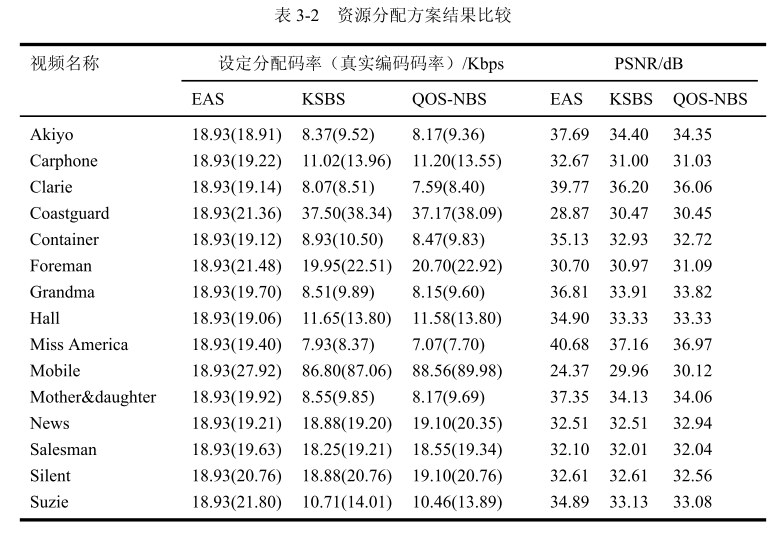 表 3-2 资源分配方案结果比较
视频名称 设定分配码率（真实编码码率）/Kbps PSNR/dB
EAS KSBS QOS-NBS EAS KSBS QOS-NBS
Akiyo 18.93(18.91) 8.37(9.52) 8.17(9.36) 37.69 34.40 34.35
Carphone 18.93(19.22) 11.02(13.96) 11.20(13.55) 32.67 31.00 31.03
Clarie 18.93(19.14) 8.07(8.51) 7.59(8.40) 39.77 36.20 36.06
Coastguard 18.93(21.36) 37.50(38.34) 37.17(38.09) 28.87 30.47 30.45
Container 18.93(19.12) 8.93(10.50) 8.47(9.83) 35.13 32.93 32.72
Foreman 18.93(21.48) 19.95(22.51) 20.70(22.92) 30.70 30.97 31.09
Grandma 18.93(19.70) 8.51(9.89) 8.15(9.60) 36.81 33.91 33.82
Hall 18.93(19.06) 11.65(13.80) 11.58(13.80) 34.90 33.33 33.33
Miss America 18.93(19.40) 7.93(8.37) 7.07(7.70) 40.68 37.16 36.97
Mobile 18.93(27.92) 86.80(87.06) 88.56(89.98) 24.37 29.96 30.12
Mother&daughter 18.93(19.92) 8.55(9.85) 8.17(9.69) 37.35 34.13 34.06
News 18.93(19.21) 18.88(19.20) 19.10(20.35) 32.51 32.51 32.94
Salesman 18.93(19.63) 18.25(19.21) 18.55(19.34) 32.10 32.01 32.04
Silent 18.93(20.76) 18.88(20.76) 19.10(20.76) 32.61 32.61 32.56
Suzie 18.93(21.80) 10.71(14.01) 10.46(13.89) 34.89 33.13 33.08